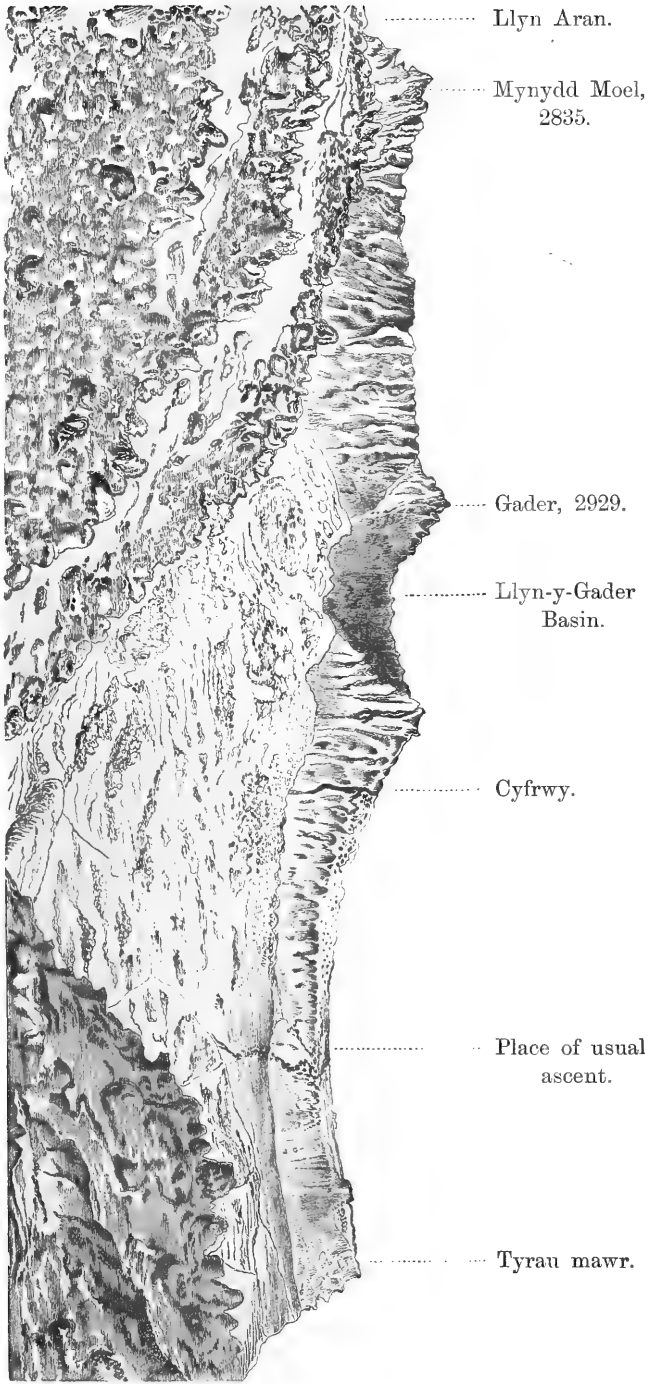 Llyn Aran.
Mynydd Moel,
2835.
Gader, 2929.
Llyn-y-Gader
Basin.
Cyfrwy.
Place of usual
ascent.
Tyrau mawr.